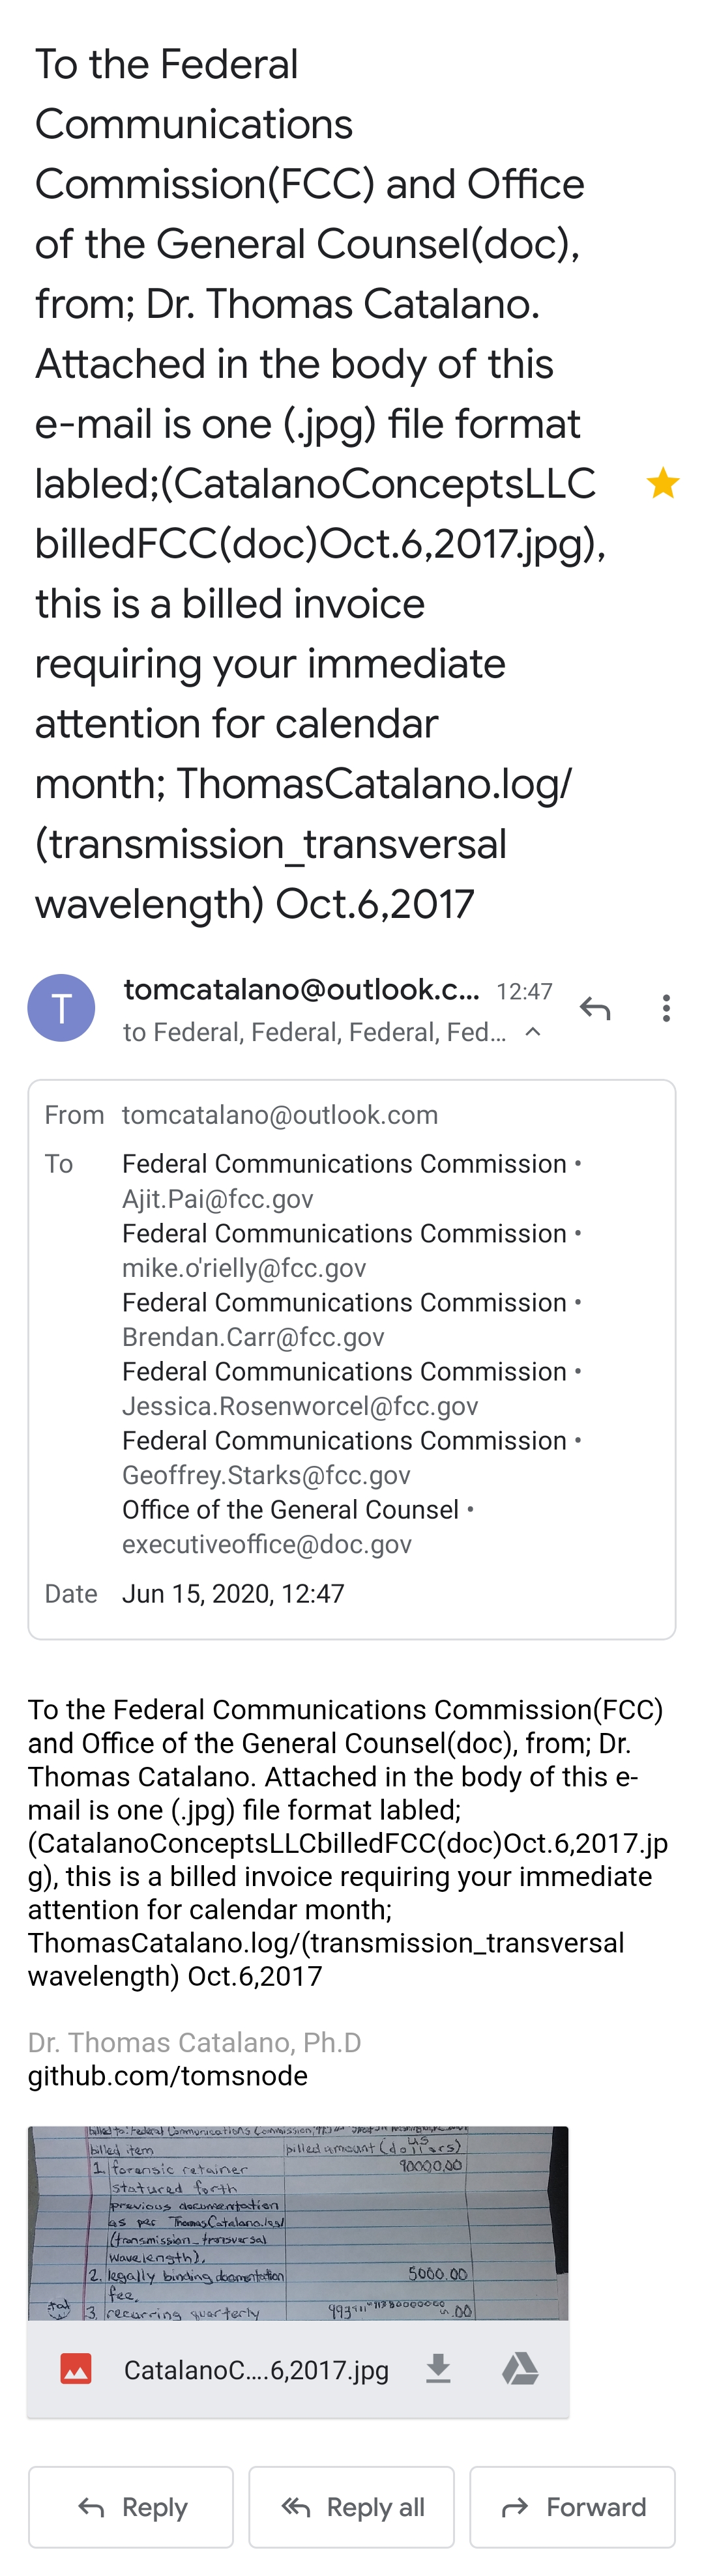 To the Federal
Communications
Commission(FCC) and Office
of the General Counsel(doc),
from; Dr. Thomas Catalano.
Attached in the body of this
e-mail is one (.jpg) file format
labled;(CatalanoConceptsLLC
billedFCC(doc)Oct.6,2017.jpg),
this is a billed invoice
requiring your immediate
attention for calendar
month; ThomasCatalano.log/
(transmission_transversal
wavelength) Oct.6,2017
T
tomcatalano@outlook.c... 12:47
to Federal, Federal, Federal, Fed...
From tomcatalano@outlook.com
To Federal Communications Commission •
Ajit.Pai@fcc.gov
Federal Communications Commission •
mike.o'rielly@fcc.gov
Federal Communications Commission •
Brendan.Carr@fcc.gov
Federal Communications Commission •
Jessica.Rosenworcel@fcc.gov
Federal Communications Commission •
Geoffrey.Starks@fcc.gov
Office of the General Counsel •
executiveoffice@doc.gov
Date Jun 15, 2020, 12:47
To the Federal Communications Commission(FCC)
and Office of the General Counsel(doc), from; Dr.
Thomas Catalano. Attached in the body of this e-
mail is one (.jpg) file format labled;
(CatalanoConceptsLLCbilledFCC(doc)Oct.6,2017.jp
g), this is a billed invoice requiring your immediate
attention for calendar month;
ThomasCatalano.log/(transmission_transversal
wavelength) Oct.6,2017
Dr. Thomas Catalano, Ph.D
github.com/tomsnode
billed to: Federal Communications Commission,
billed item billed amount (US dollars)
1. forensic retainer 90000.00
statured forth
previous documentation
as per ThomasCatalano.log/
(transmission_transversal
wavelength),
2. legally binding 5000.00
fee.
3. recurring quarterly
CatalanoC....6,2017.jpg
Reply
Reply all
Forward